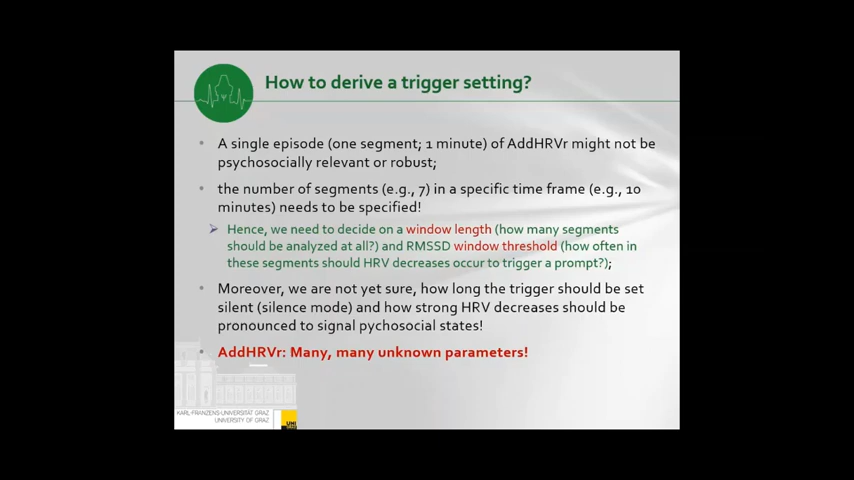 How to derive a trigger setting?
A single episode (one segment; 1 minute) of AddHRVr might not be
psychosocially relevant or robust;
the number of segments (e.g., 7) in a specific time frame (e.g., 10
minutes) needs to be specified!
Hence, we need to decide on a window length (how many segments
should be analyzed at all?) and RMSSD window threshold (how often in
these segments should HRV decreases occur to trigger a prompt?);
Moreover, we are not yet sure, how long the trigger should be set
silent (silence mode) and how strong HRV decreases should be
pronounced to signal pychosocial states!
AddHRVr: Many, many unknown parameters!
KARL-FRANZENS-UNIVERSITÄT GRAZ
UNIVERSITY OF GRAZ
UNI